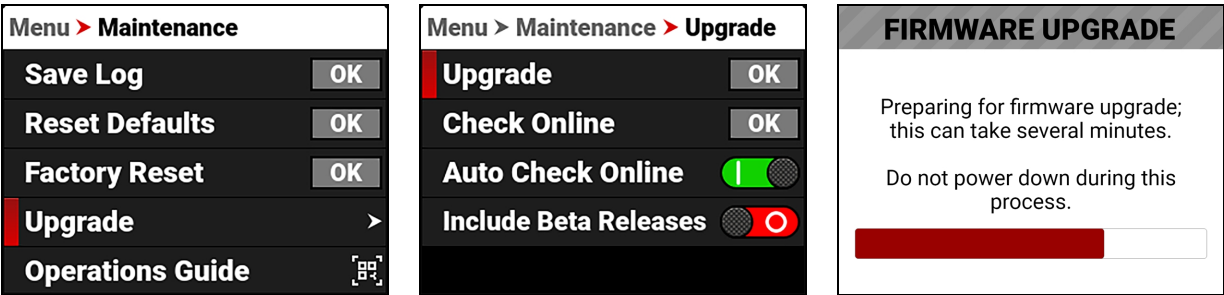 Menu ➤ Maintenance
Save Log OK
Reset Defaults OK
Factory Reset OK
Upgrade ➤
Operations Guide
Menu ➤ Maintenance ➤ Upgrade
Upgrade OK
Check Online OK
Auto Check Online
Include Beta Releases
FIRMWARE UPGRADE
Preparing for firmware upgrade;
this can take several minutes.
Do not power down during this
process.